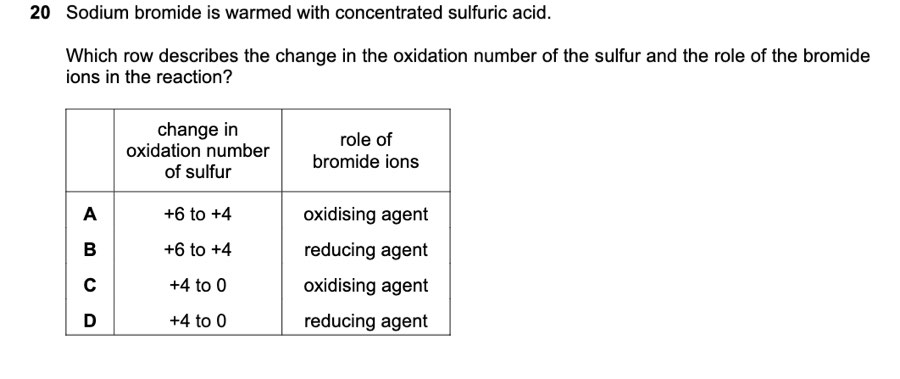 20 Sodium bromide is warmed with concentrated sulfuric acid.
Which row describes the change in the oxidation number of the sulfur and the role of the bromide
ions in the reaction?
change in
oxidation number
of sulfur
role of
bromide ions
A +6 to +4 oxidising agent
B +6 to +4 reducing agent
C +4 to 0 oxidising agent
D +4 to 0 reducing agent